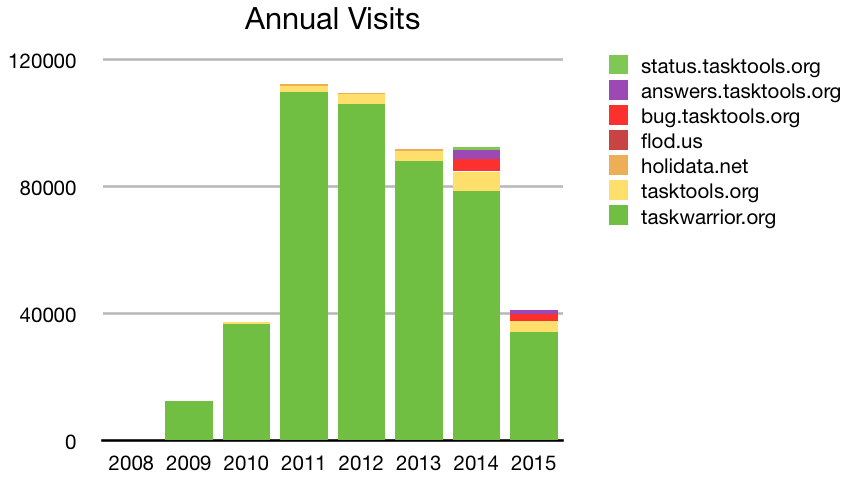 Annual Visits
120000
80000
40000
0
2008 2009 2010 2011 2012 2013 2014 2015
status.tasktools.org
answers.tasktools.org
bug.tasktools.org
flod.us
holidata.net
tasktools.org
taskwarrior.org